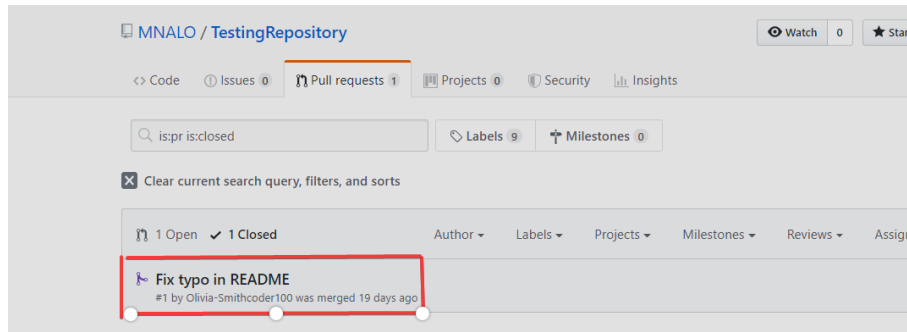 MNALO / TestingRepository
Watch 0
<> Code Issues 0 Pull requests 1 Projects 0 Security Insights
is:pr is:closed Labels 9 Milestones 0
Clear current search query, filters, and sorts
1 Open 1 Closed Author Labels Projects Milestones Reviews
Fix typo in README
#1 by Olivia-Smithcoder100 was merged 19 days ago